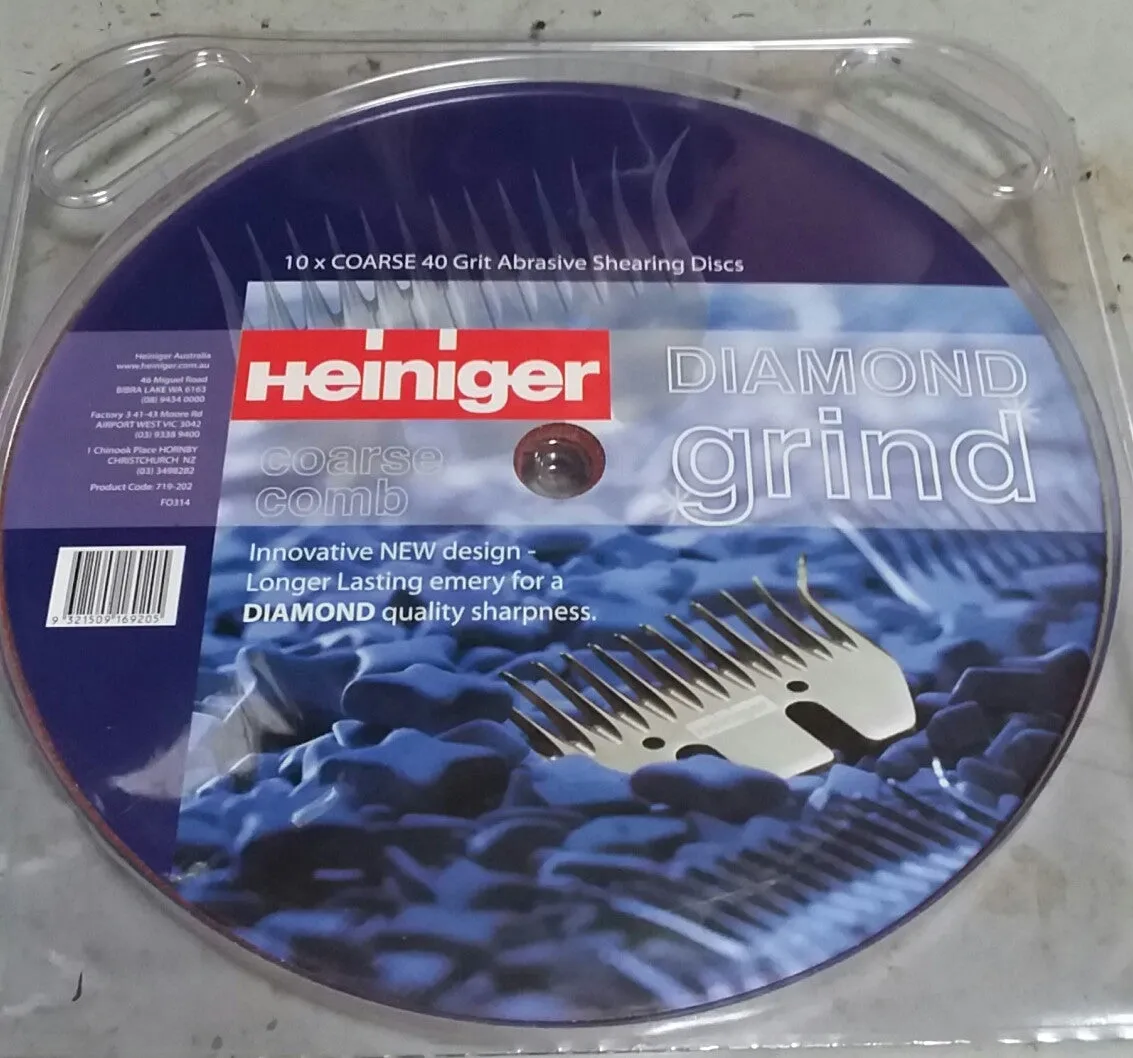 10 x COARSE 40 Grit Abrasive Shearing Discs
Heiniger
DIAMOND
grind
coarse
comb
Innovative NEW design -
Longer Lasting emery for a
DIAMOND quality sharpness.
Heiniger Australia
www.heiniger.com.au
46 Miguel Road
BIBRA LAKE WA 6163
(08) 9434 0000
Factory 3 41-43 Moore Rd
AIRPORT WEST VIC 3042
(03) 9338 9400
1 Chinook Place HORNBY
CHRISTCHURCH NZ
(03) 3498282
Product Code: 719-202
FO314
9 321509 169205